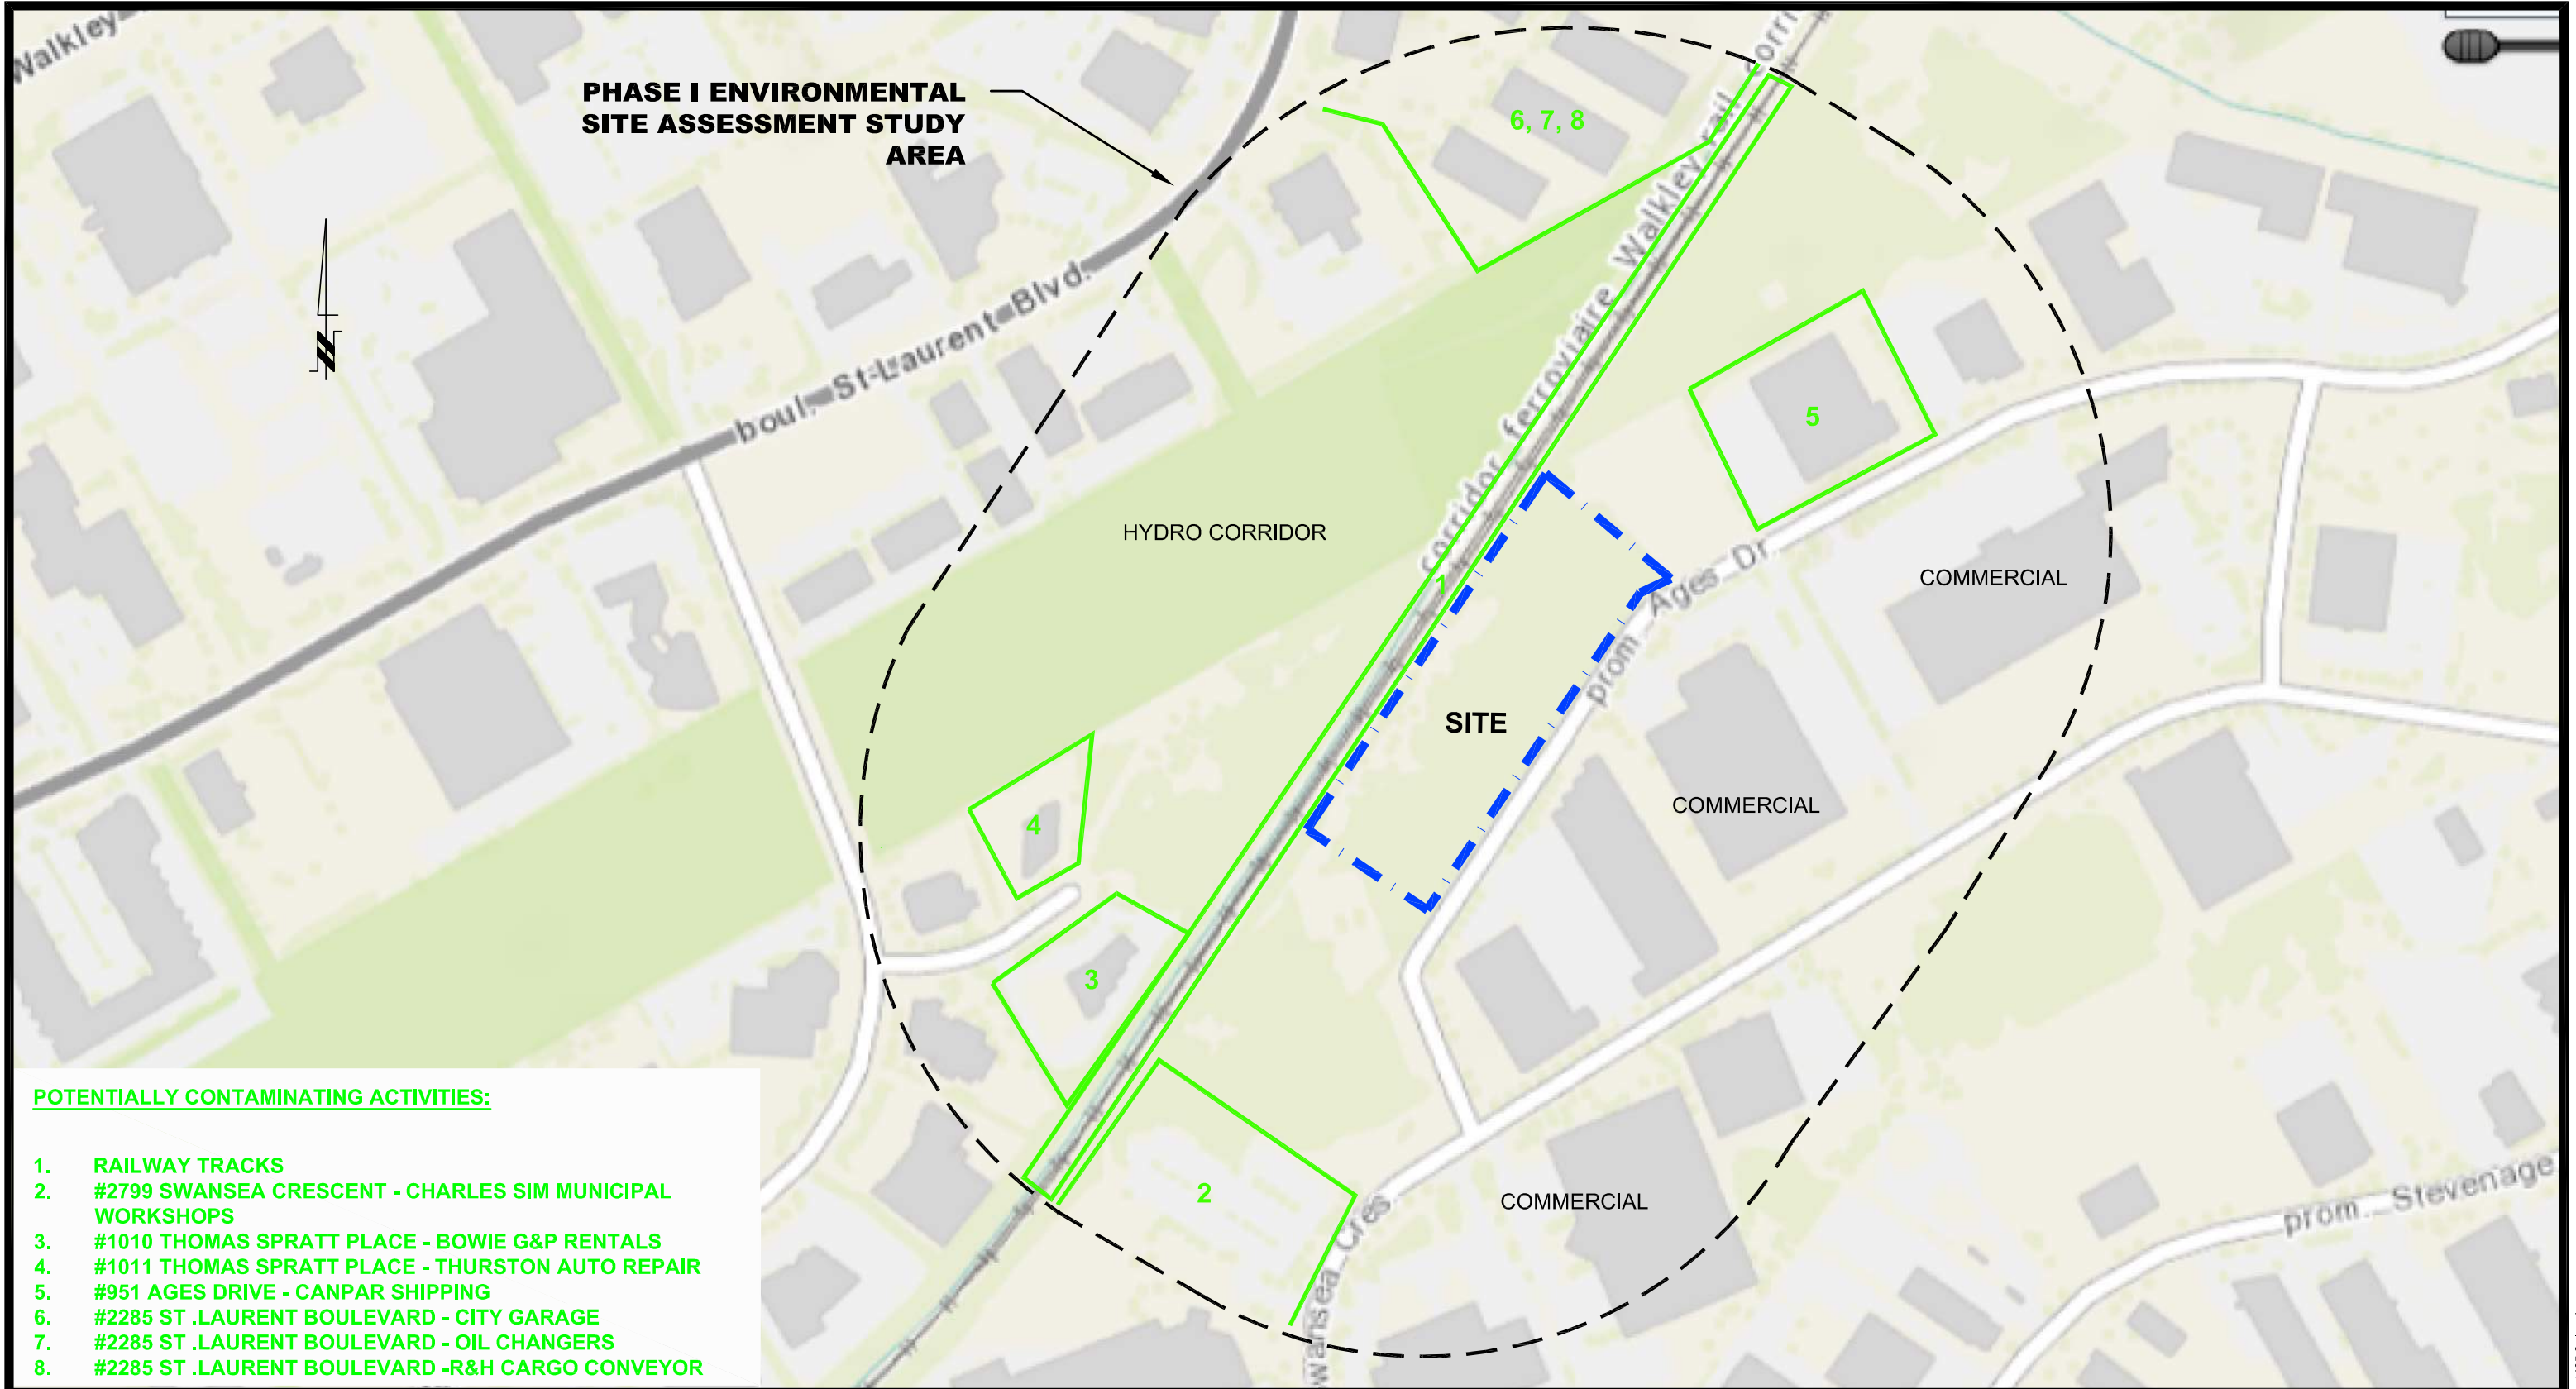 Walkley
PHASE I ENVIRONMENTAL
SITE ASSESSMENT STUDY
AREA
6, 7, 8
N
boul. St-Laurent Blvd.
Corridor ferroviaire Walkley rail corri
5
HYDRO CORRIDOR
1
COMMERCIAL
prom. Ages Dr
SITE
COMMERCIAL
4
3
2
COMMERCIAL
wansea Cres
prom. Stevenage
POTENTIALLY CONTAMINATING ACTIVITIES:
1. RAILWAY TRACKS
2. #2799 SWANSEA CRESCENT - CHARLES SIM MUNICIPAL
WORKSHOPS
3. #1010 THOMAS SPRATT PLACE - BOWIE G&P RENTALS
4. #1011 THOMAS SPRATT PLACE - THURSTON AUTO REPAIR
5. #951 AGES DRIVE - CANPAR SHIPPING
6. #2285 ST .LAURENT BOULEVARD - CITY GARAGE
7. #2285 ST .LAURENT BOULEVARD - OIL CHANGERS
8. #2285 ST .LAURENT BOULEVARD -R&H CARGO CONVEYOR